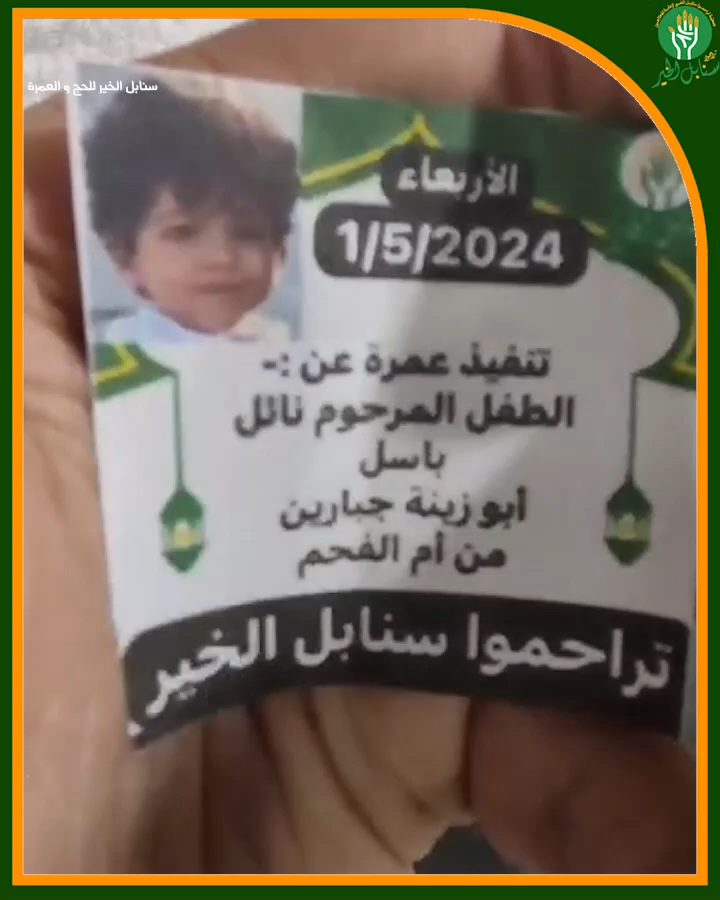 سنابل الخير للحج و العمرة
سنابل الخير
الأربعاء
1/5/2024
تنفيذ عمرة عن :-
الطفل المرحوم نائل
باسل
أبو زينة جبارين
من أم الفحم
تراحموا سنابل الخير